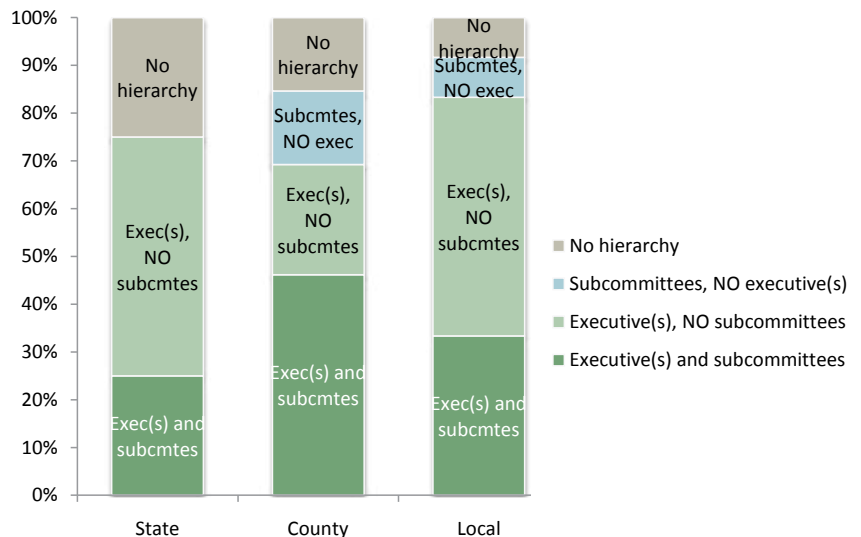 100%
90%
80%
70%
60%
50%
40%
30%
20%
10%
0%
No
hierarchy
Exec(s),
NO
subcmtes
Exec(s) and
subcmtes
No
hierarchy
Subcmtes,
NO exec
Exec(s),
NO
subcmtes
Exec(s) and
subcmtes
No
hierarchy
Subcmtes,
NO exec
Exec(s),
NO
subcmtes
Exec(s) and
subcmtes
State
County
Local
No hierarchy
Subcommittees, NO executive(s)
Executive(s), NO subcommittees
Executive(s) and subcommittees